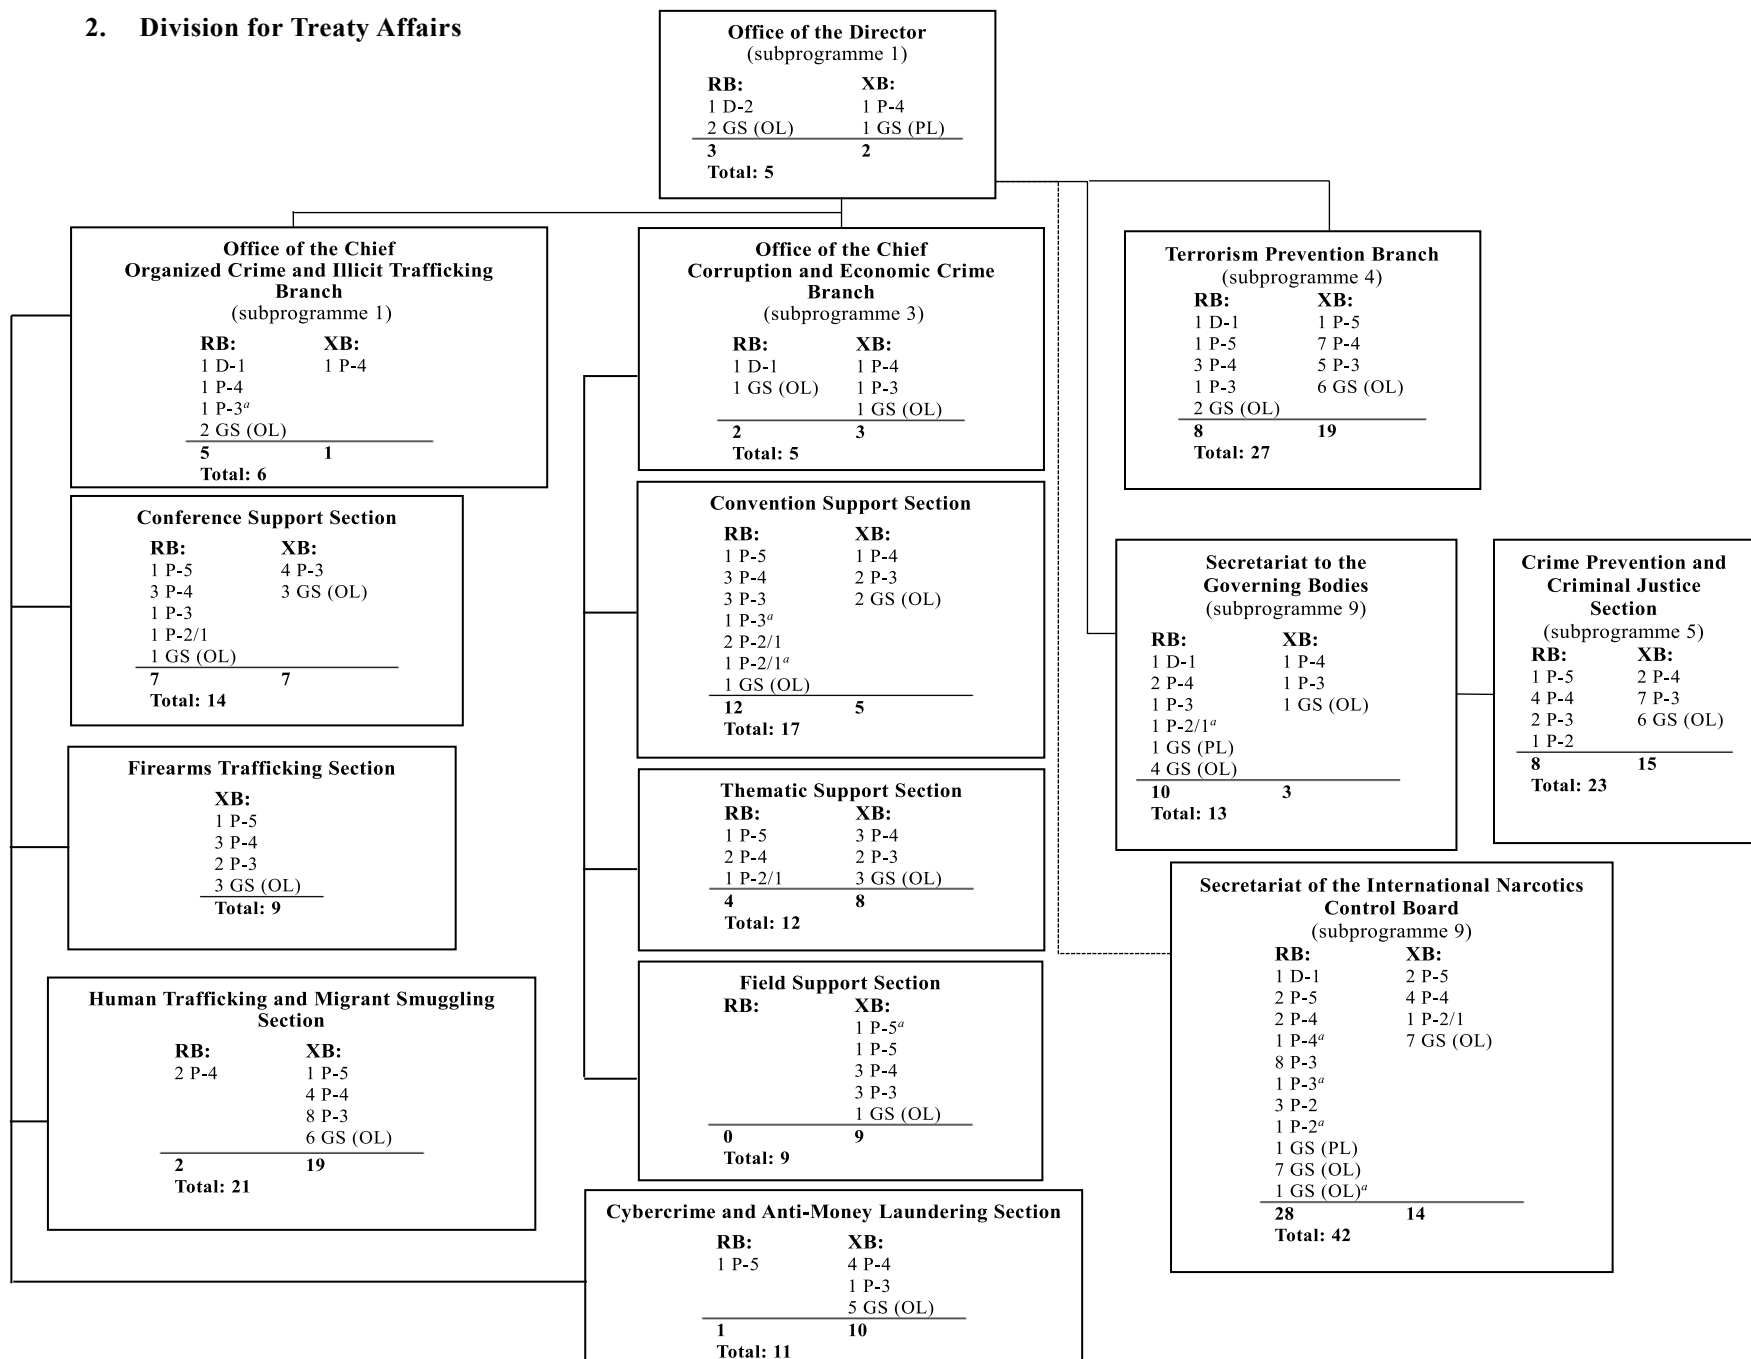 2. Division for Treaty Affairs
Office of the Director
(subprogramme 1)
RB: XB:
1 D-2 1 P-4
2 GS (OL) 1 GS (PL)
3 2
Total: 5
Office of the Chief
Organized Crime and Illicit Trafficking
Branch
(subprogramme 1)
RB: XB:
1 D-1 1 P-4
1 P-4
1 P-3a
2 GS (OL)
5 1
Total: 6
Office of the Chief
Corruption and Economic Crime
Branch
(subprogramme 3)
RB: XB:
1 D-1 1 P-4
1 GS (OL) 1 P-3
1 GS (OL)
2 3
Total: 5
Terrorism Prevention Branch
(subprogramme 4)
RB: XB:
1 D-1 1 P-5
1 P-5 7 P-4
3 P-4 5 P-3
1 P-3 6 GS (OL)
2 GS (OL)
8 19
Total: 27
Conference Support Section
RB: XB:
1 P-5 4 P-3
3 P-4 3 GS (OL)
1 P-3
1 P-2/1
1 GS (OL)
7 7
Total: 14
Convention Support Section
RB: XB:
1 P-5 1 P-4
3 P-4 2 P-3
3 P-3 2 GS (OL)
1 P-3a
2 P-2/1
1 P-2/1a
1 GS (OL)
12 5
Total: 17
Secretariat to the
Governing Bodies
(subprogramme 9)
RB: XB:
1 D-1 1 P-4
2 P-4 1 P-3
1 P-3 1 GS (OL)
1 P-2/1a
1 GS (PL)
4 GS (OL)
10 3
Total: 13
Crime Prevention and
Criminal Justice
Section
(subprogramme 5)
RB: XB:
1 P-5 2 P-4
4 P-4 7 P-3
2 P-3 6 GS (OL)
1 P-2
8 15
Total: 23
Firearms Trafficking Section
XB:
1 P-5
3 P-4
2 P-3
3 GS (OL)
Total: 9
Thematic Support Section
RB: XB:
1 P-5 3 P-4
2 P-4 2 P-3
1 P-2/1 3 GS (OL)
4 8
Total: 12
Secretariat of the International Narcotics
Control Board
(subprogramme 9)
RB: XB:
1 D-1 2 P-5
2 P-5 4 P-4
2 P-4 1 P-2/1
1 P-4a 7 GS (OL)
8 P-3
1 P-3a
3 P-2
1 P-2a
1 GS (PL)
7 GS (OL)
1 GS (OL)a
28 14
Total: 42
Human Trafficking and Migrant Smuggling
Section
RB: XB:
2 P-4 1 P-5
4 P-4
8 P-3
6 GS (OL)
2 19
Total: 21
Field Support Section
RB: XB:
1 P-5a
1 P-5
3 P-4
3 P-3
1 GS (OL)
0 9
Total: 9
Cybercrime and Anti-Money Laundering Section
RB: XB:
1 P-5 4 P-4
1 P-3
5 GS (OL)
1 10
Total: 11